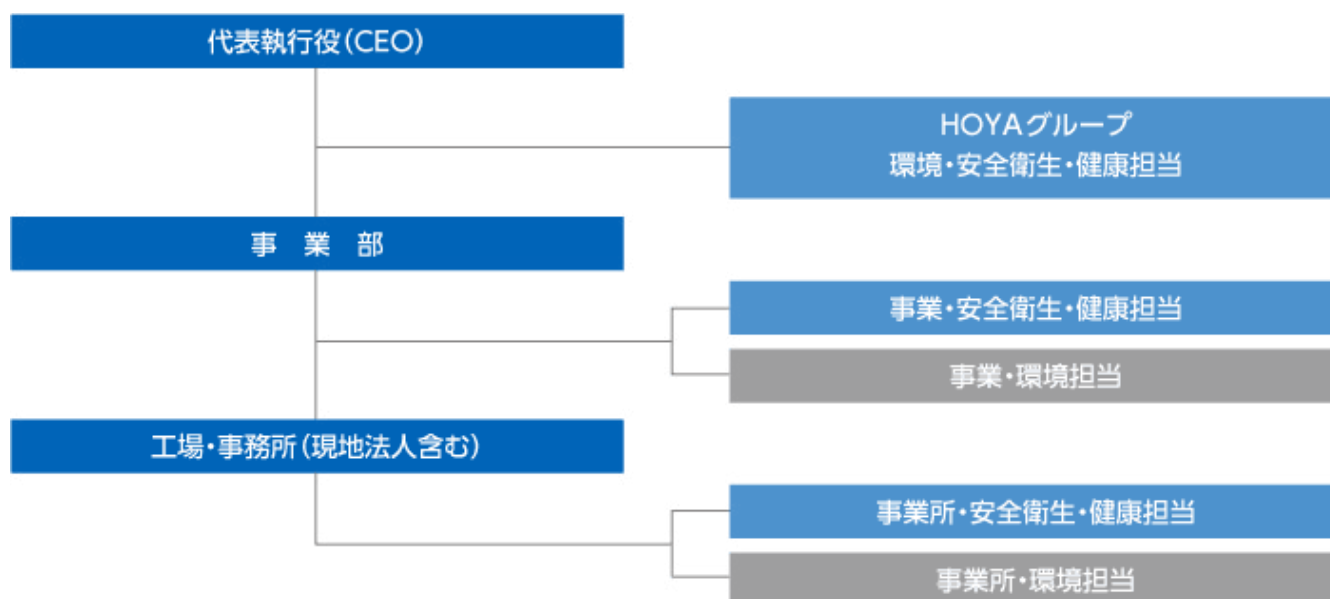 代表執行役(CEO)
HOYAグループ
環境・安全衛生・健康担当
事　業　部
事業・安全衛生・健康担当
事業・環境担当
工場・事務所(現地法人含む)
事業所・安全衛生・健康担当
事業所・環境担当